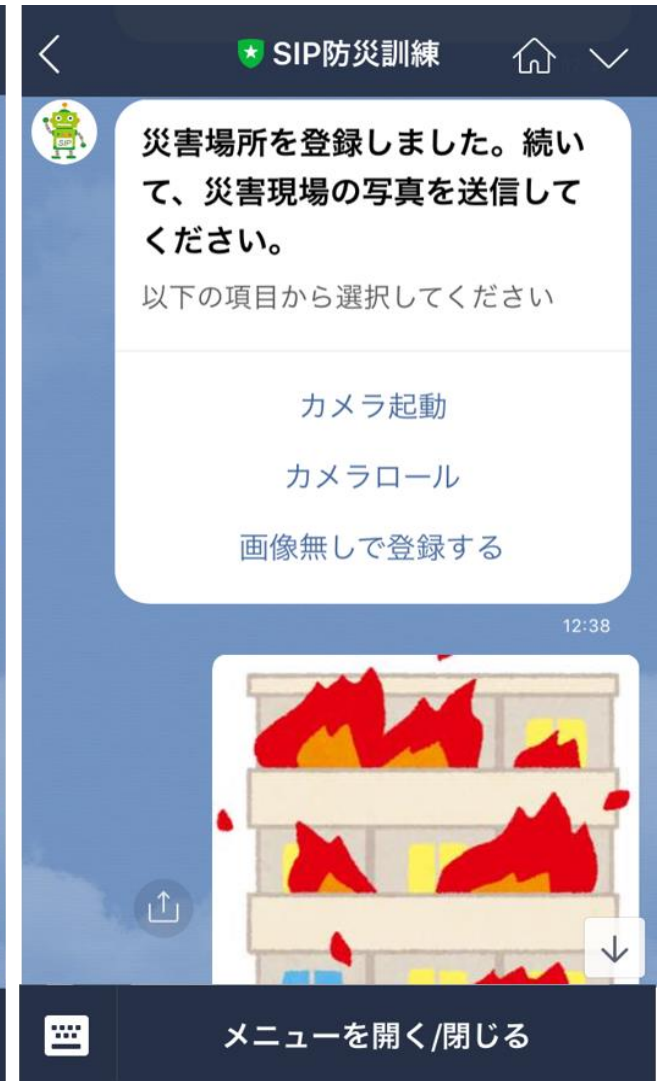 SIP防災訓練
SIP
災害場所を登録しました。続い
て、災害現場の写真を送信して
ください。
以下の項目から選択してください
カメラ起動
カメラロール
画像無しで登録する
12:38
メニューを開く/閉じる